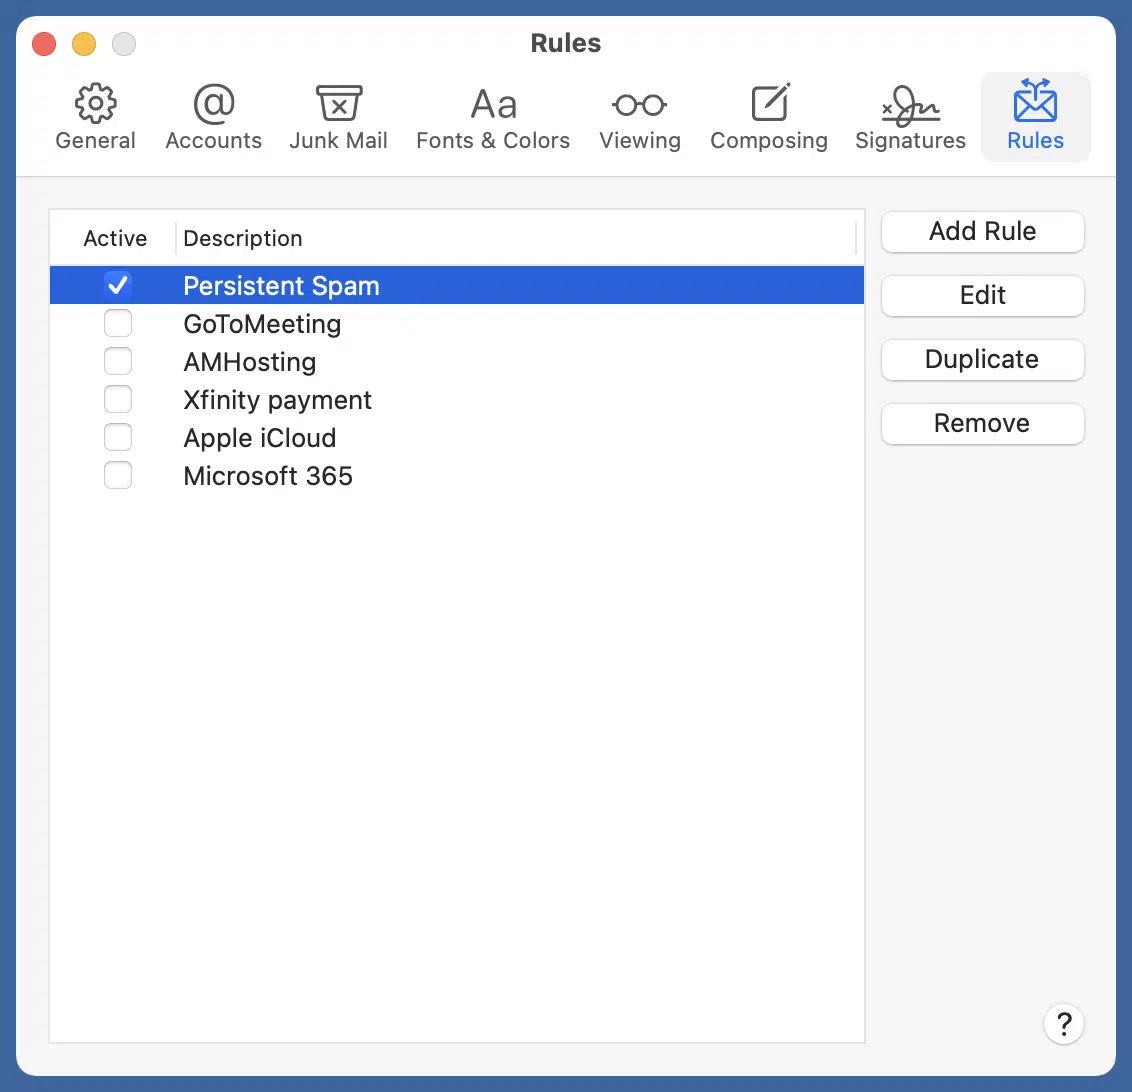 Rules
General Accounts Junk Mail Fonts & Colors Viewing Composing Signatures Rules
Active Description
Add Rule
Persistent Spam
GoToMeeting
Edit
AMHosting
Duplicate
Xfinity payment
Remove
Apple iCloud
Microsoft 365
?